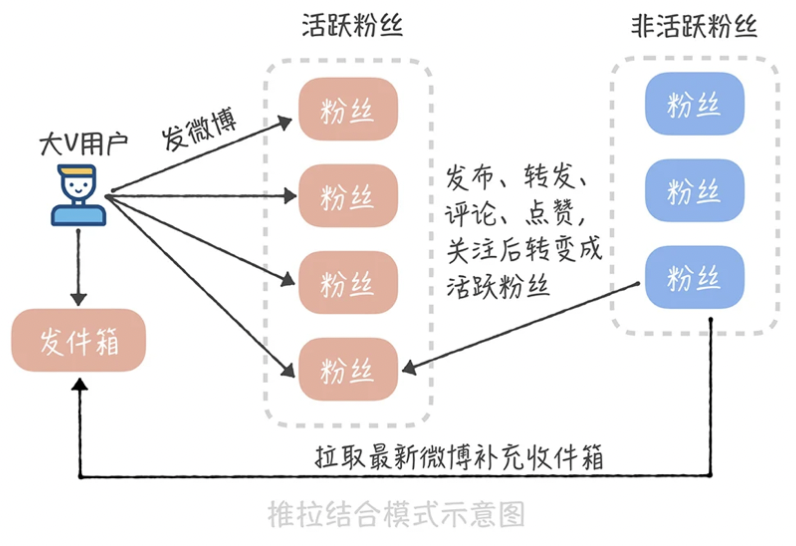 活跃粉丝
非活跃粉丝
大V用户
发微博
粉丝
粉丝
粉丝
粉丝
粉丝
粉丝
粉丝
发布、转发、
评论、点赞，
关注后转变成
活跃粉丝
发件箱
拉取最新微博补充收件箱
推拉结合模式示意图